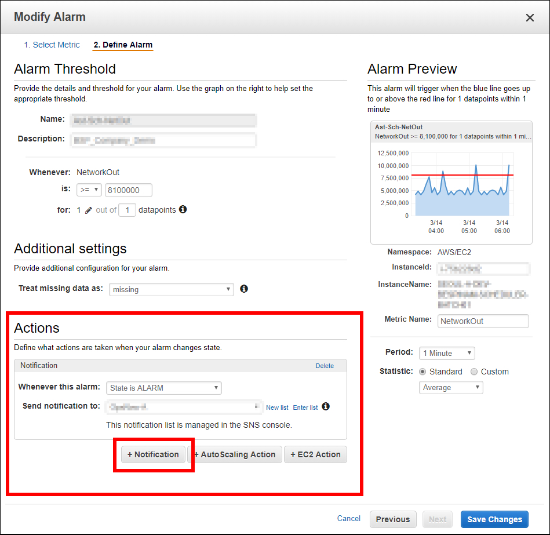 Modify Alarm
×
1. Select Metric 2. Define Alarm
Alarm Threshold
Provide the details and threshold for your alarm. Use the graph on the right to help set the
appropriate threshold
Name:
Description:
Whenever: NetworkOut
is: >= 8100000
for: 1 out of 1 datapoints
Additional settings
Provide additional configuration for your alarm.
Treat missing data as: missing
Actions
Define what actions are taken when your alarm changes state.
Notification Delete
Whenever this alarm: State is ALARM
Send notification to: New list Enter list
This notification list is managed in the SNS console.
+ Notification + AutoScaling Action + EC2 Action
Alarm Preview
This alarm will trigger when the blue line goes up
to or above the red line for 1 datapoints within 1
minute
Ast-Sch-NetOut
NetworkOut >= 8,100,000 for 1 datapoints within 1 mi...
12,500,000
10,000,000
7,500,000
5,000,000
2,500,000
0
3/14 3/14 3/14
04:00 05:00 06:00
Namespace: AWS/EC2
InstanceId:
InstanceName:
Metric Name: NetworkOut
Period: 1 Minute
Statistic: Standard Custom
Average
Cancel Previous Next Save Changes